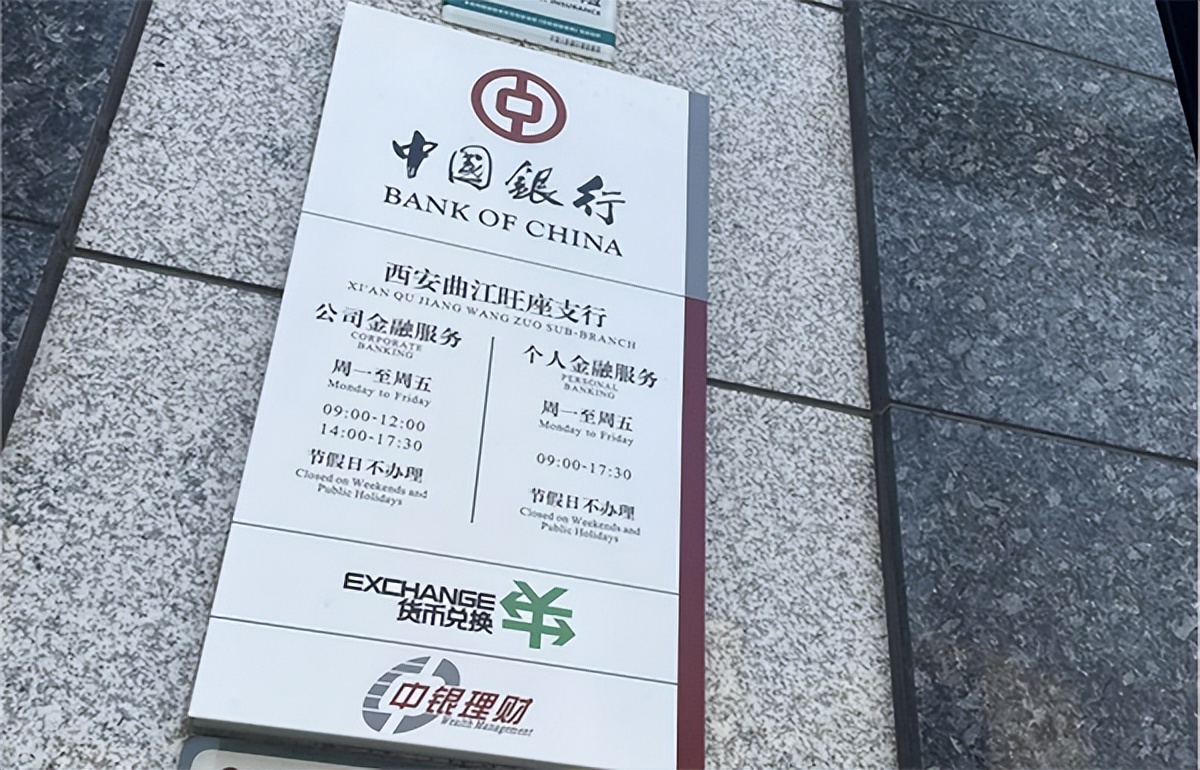 INSURANCE
中国銀行
BANK OF CHINA
西安曲江旺座支行
XI'AN QU JIANG WANG ZUO SUB-BRANCH
公司金融服务
CORPORATE
BANKING
周一至周五
Monday to Friday
09:00-12:00
14:00-17:30
节假日不办理
Closed on Weekends and
Public Holidays
个人金融服务
PERSONAL
BANKING
周一至周五
Monday to Friday
09:00-17:30
节假日不办理
Closed on Weekends and
Public Holidays
EXCHANGE
货币兑换
中银理财
Wealth Management